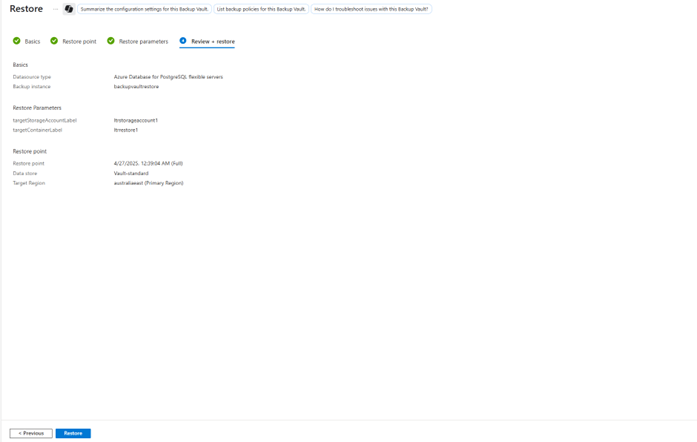 Restore
Summarize the configuration settings for this Backup Vault.
List backup policies for this Backup Vault.
How do I troubleshoot issues with this Backup Vault?
Basics
Restore point
Restore parameters
Review + restore
Basics
Datasource type Azure Database for PostgreSQL flexible servers
Backup instance backupvaultrestore
Restore Parameters
targetStorageAccountLabel ltrstorageaccount1
targetContainerLabel ltrrestore1
Restore point
Restore point 4/27/2025, 12:39:04 AM (Full)
Data store Vault-standard
Target Region australiaeast (Primary Region)
< Previous
Restore